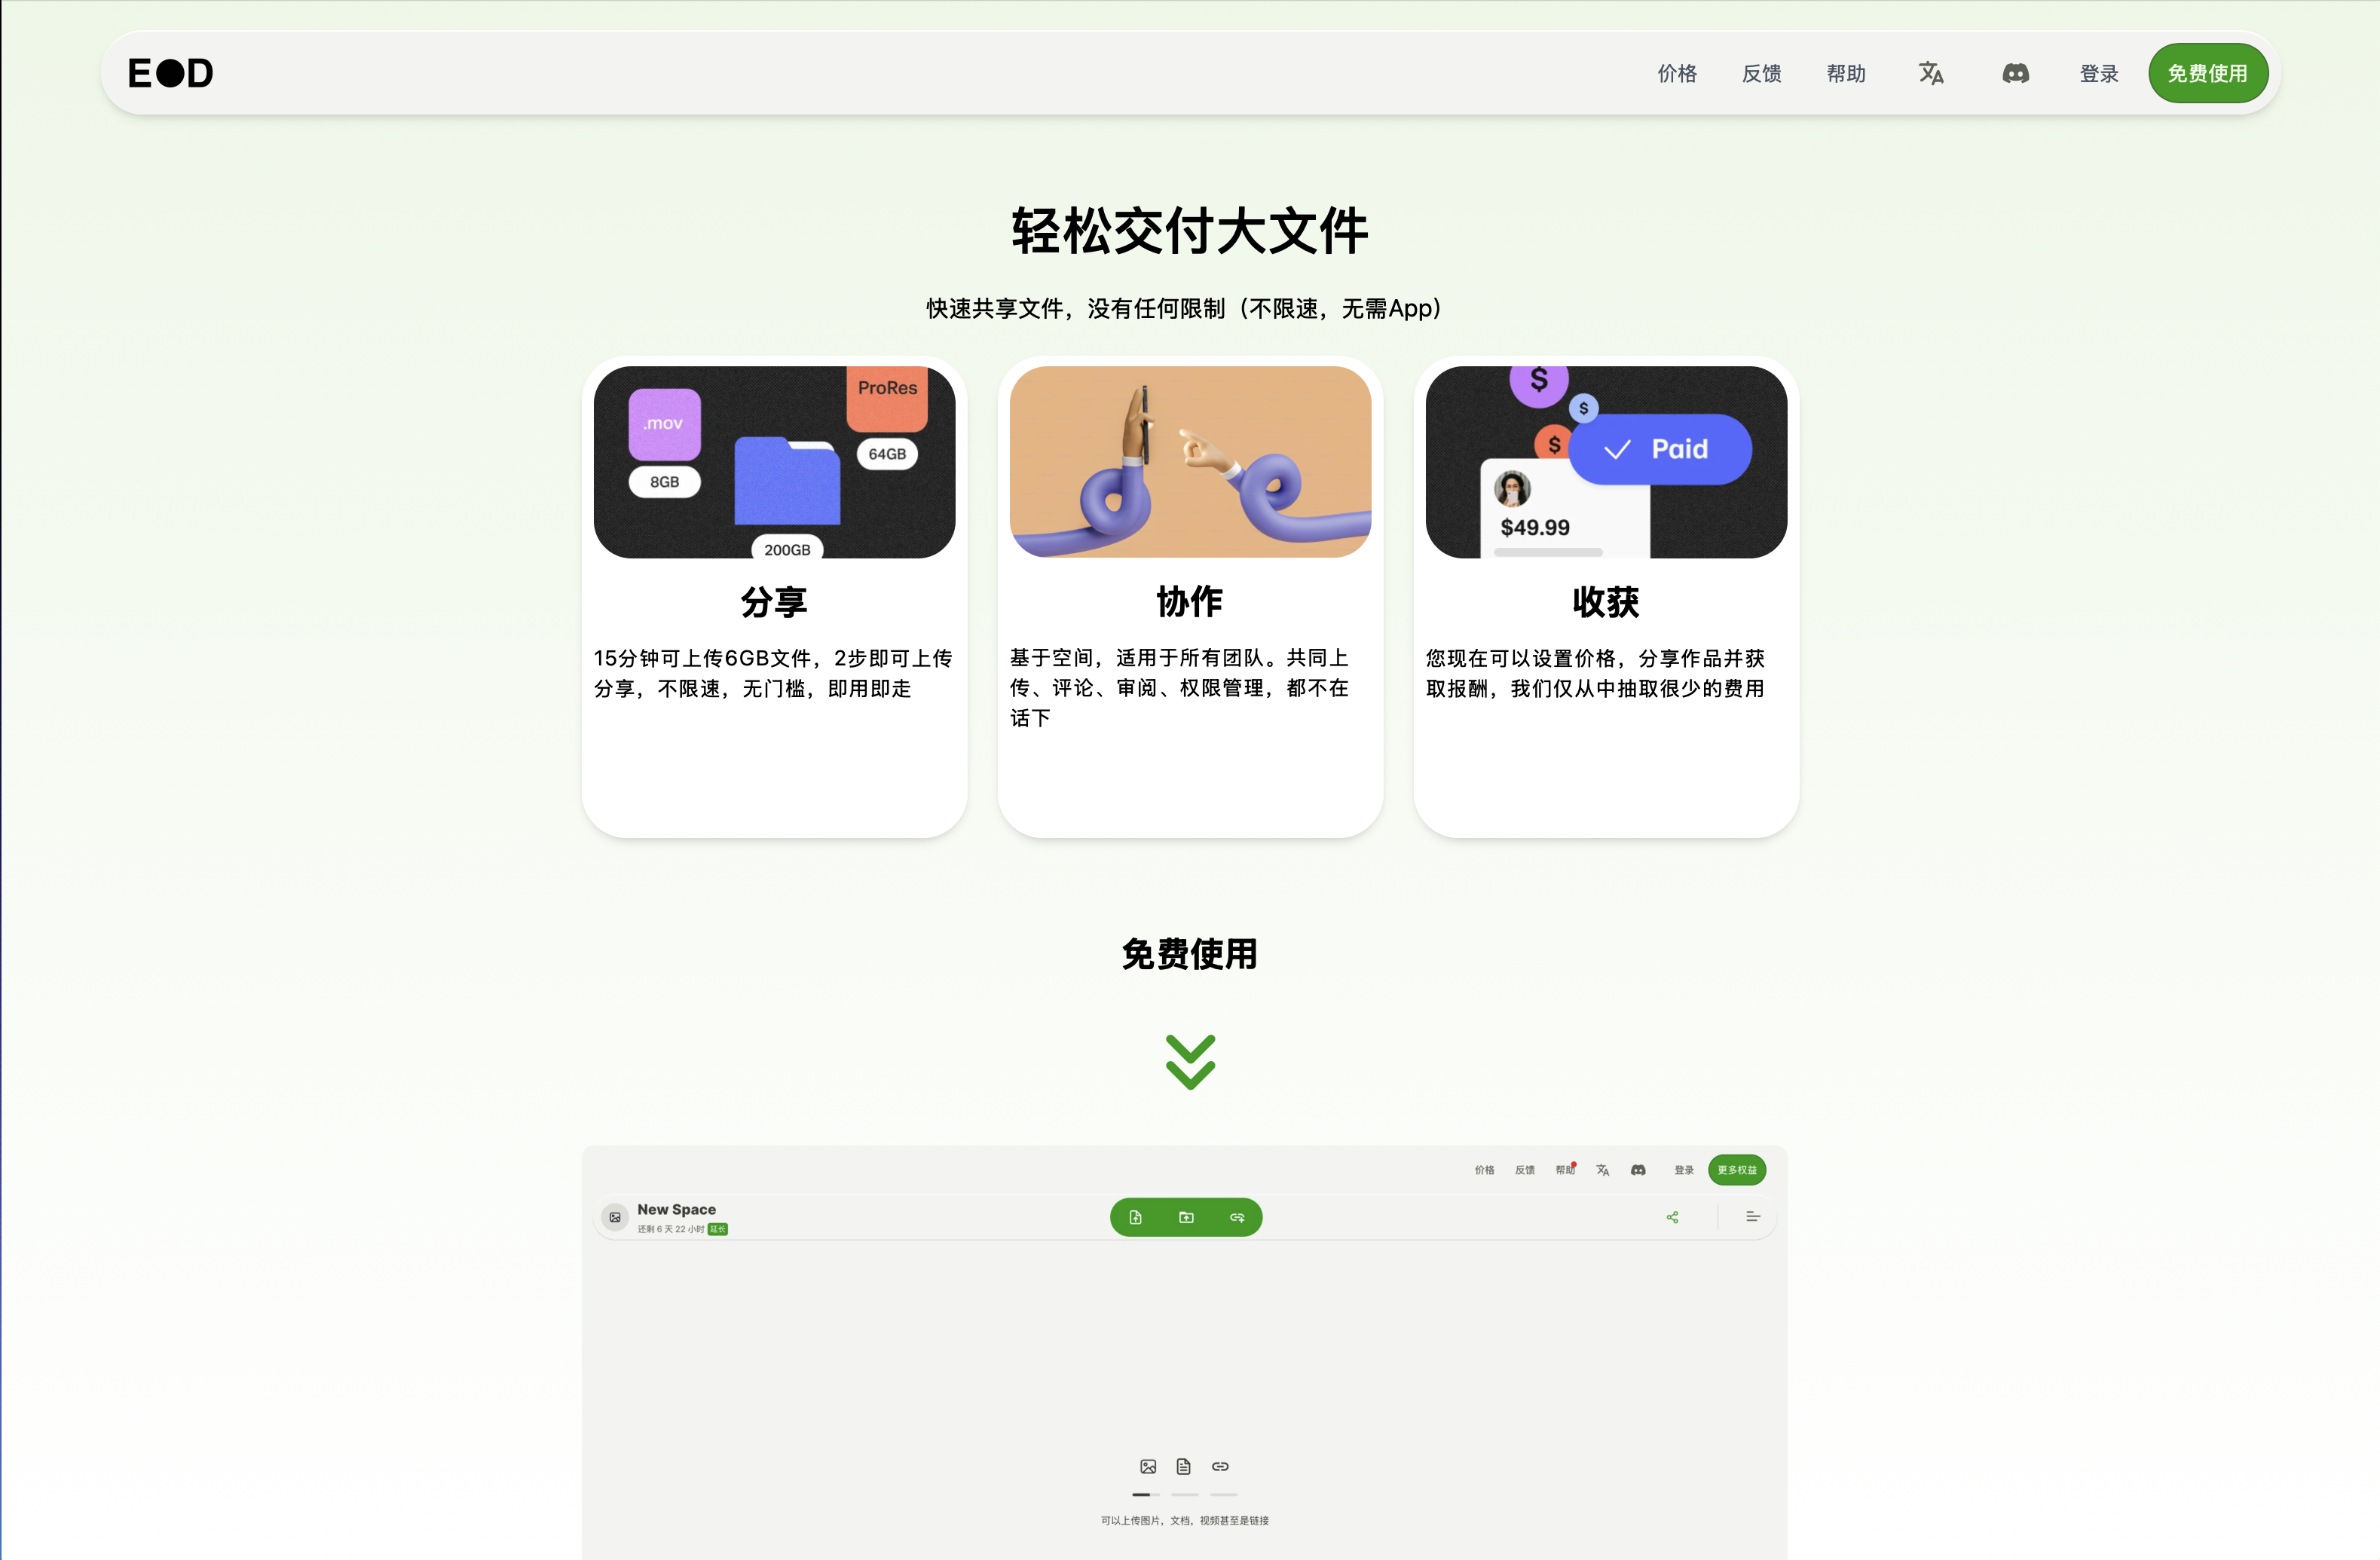 E●D
价格 反馈 帮助 登录 免费使用
轻松交付大文件
快速共享文件，没有任何限制（不限速，无需App）
.mov
8GB
ProRes
64GB
200GB
分享
15分钟可上传6GB文件，2步即可上传
分享，不限速，无门槛，即用即走
协作
基于空间，适用于所有团队。共同上
传、评论、审阅、权限管理，都不在
话下
$
$
$
Paid
$49.99
收获
您现在可以设置价格，分享作品并获
取报酬，我们仅从中抽取很少的费用
免费使用
价格 反馈 帮助 登录 更多权益
New Space
还剩 6 天 22 小时 延长
可以上传图片，文档，视频甚至是链接